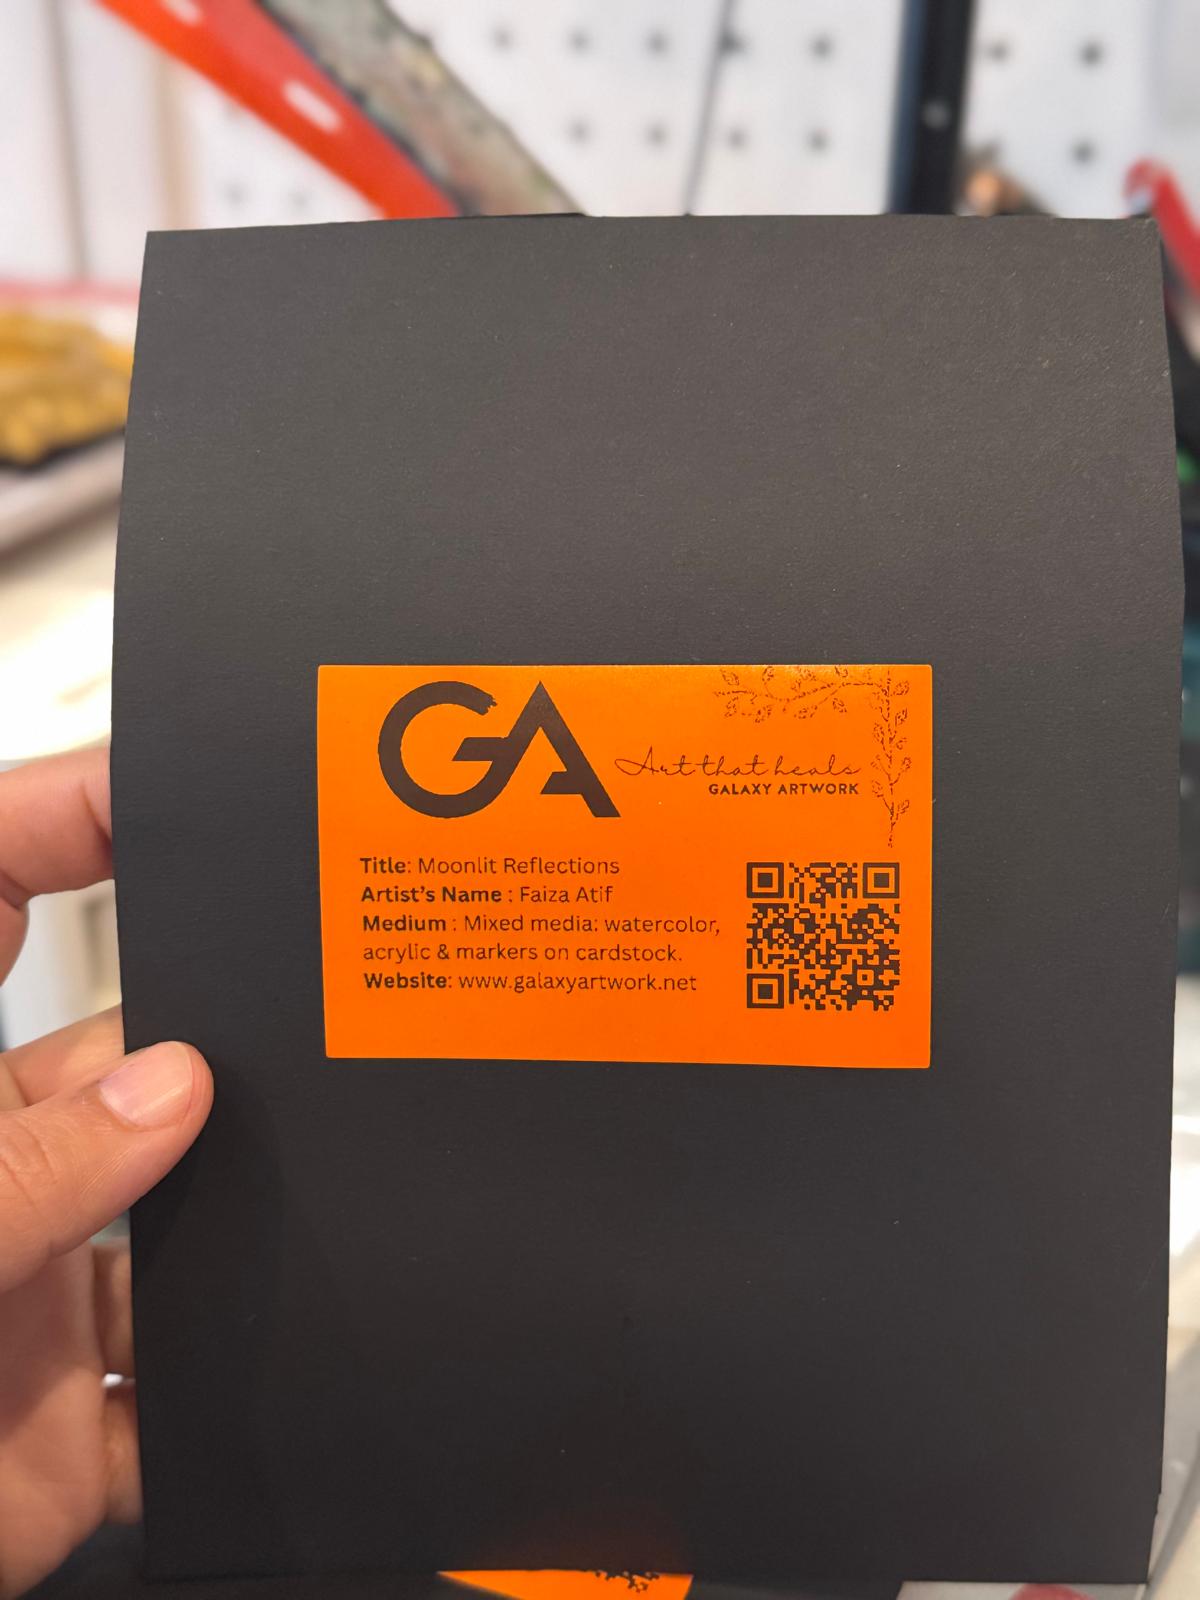 GA
Art that heals
GALAXY ARTWORK
Title: Moonlit Reflections
Artist's Name : Faiza Atif
Medium : Mixed media: watercolor,
acrylic & markers on cardstock.
Website: www.galaxyartwork.net